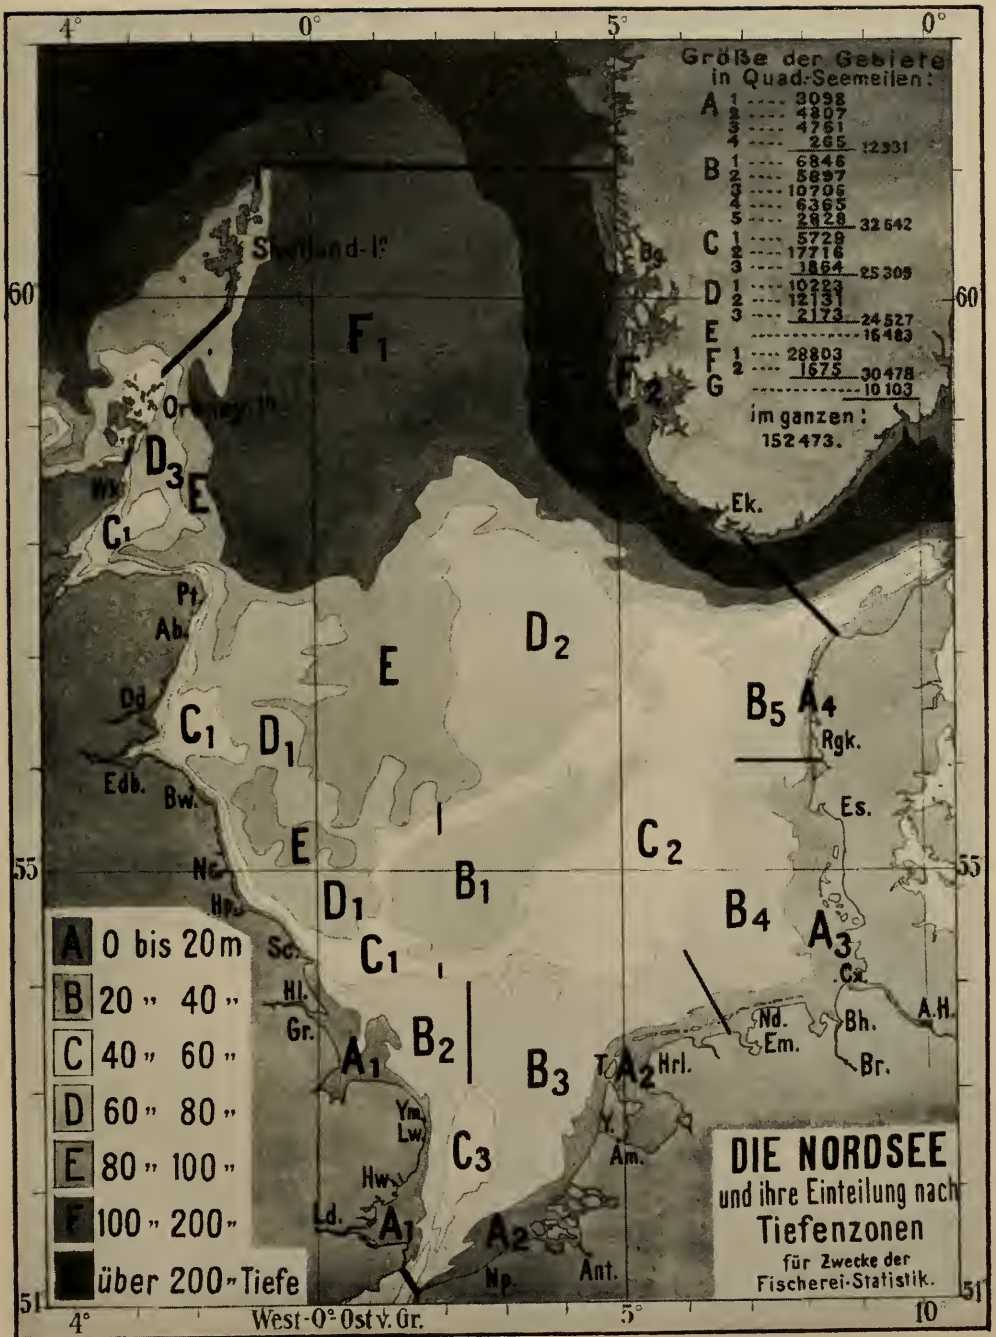 4° 0° 5° 0°
Größe der Gebiete
in Quad.-Seemeilen:
A 1 ---- 3098
2 ---- 4807
3 ---- 4761
4 ---- 265 12931
B 1 ---- 6846
2 ---- 5897
3 ---- 10706
4 ---- 6365
5 ---- 2828 32642
C 1 ---- 5729
2 ---- 17716
3 ---- 1864 25309
D 1 ---- 10223
2 ---- 12131
3 ---- 2173 24527
E ---- 16483
F 1 ---- 28803
2 ---- 1675 30478
G ---- 10103
im ganzen:
152473.
Shetland-In
Bg.
60 60
F1
F2
Orkney-In
D3
Wk.
E
Ek.
C1
Pt.
Ab.
D2
E
Dd.
B5 A4
C1 D1
Rgk.
Edb.
Bw.
Es.
E
C2
55 55
Nc.
B1
Hp.
D1
B4
A3
Sc.
C1
Cx.
Hl.
A.H.
Gr.
B2
Nd.
Bh.
Em.
A1
B3
T.
A2
Hrl.
Br.
Ym.
Lw.
Y.
Am.
C3
Hw.
Ld.
A1
A2
Np.
Ant.
A 0 bis 20m
B 20 " 40 "
C 40 " 60 "
D 60 " 80 "
E 80 " 100 "
F 100 " 200 "
über 200 " Tiefe
DIE NORDSEE
und ihre Einteilung nach
Tiefenzonen
für Zwecke der
Fischerei-Statistik.
51 51°
4° West-0°-Ost v. Gr. 5° 10°